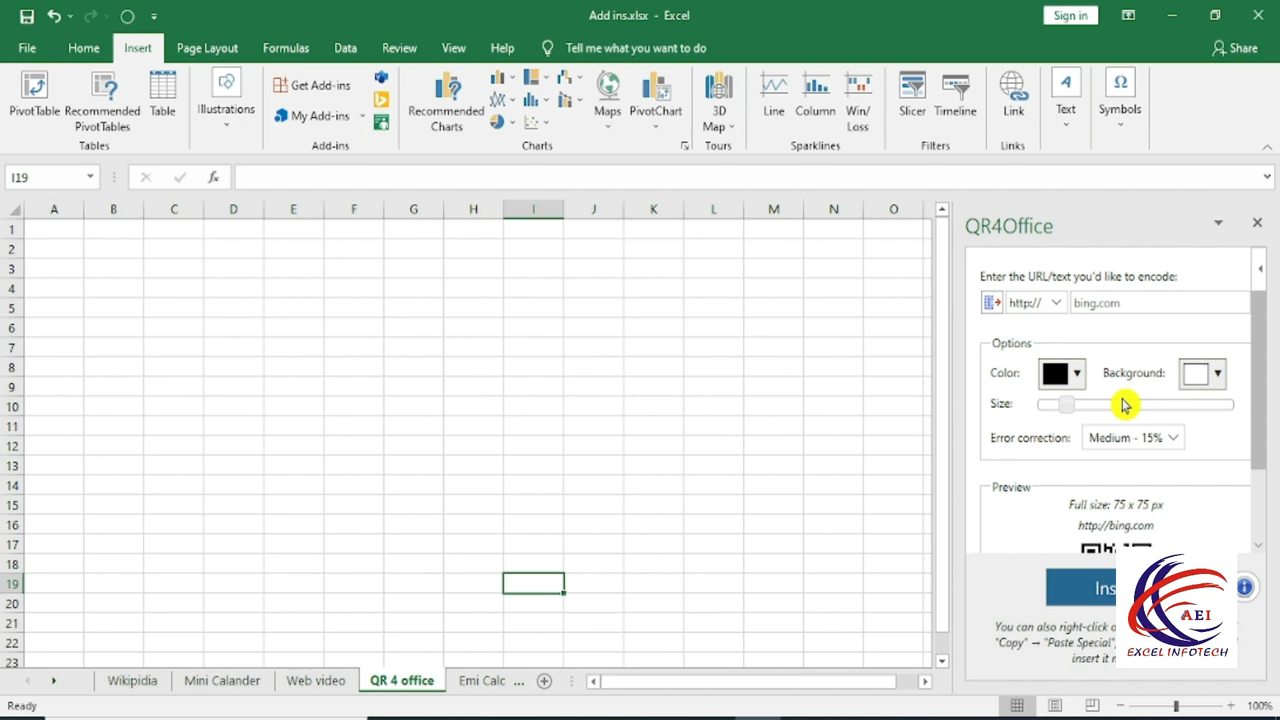 Add ins.xlsx - Excel
Sign in
File Home Insert Page Layout Formulas Data Review View Help Tell me what you want to do Share
PivotTable Recommended PivotTables Table
Tables
Illustrations
Get Add-ins
My Add-ins
Add-ins
Recommended Charts
Maps PivotChart
Charts
3D Map
Tours
Line Column Win/Loss
Sparklines
Slicer Timeline
Filters
Link
Links
Text
Symbols
I19
fx
A B C D E F G H I J K L M N O
1
2
3
4
5
6
7
8
9
10
11
12
13
14
15
16
17
18
19
20
21
22
23
QR4Office
Enter the URL/text you'd like to encode:
http:// bing.com
Options
Color: Background:
Size:
Error correction: Medium - 15%
Preview
Full size: 75 x 75 px
http://bing.com
Ins
You can also right-click o
"Copy" → "Paste Special"
insert it
AEI
EXCEL INFOTECH
Wikipidia Mini Calander Web video QR 4 office Emi Calc ...
Ready
100%